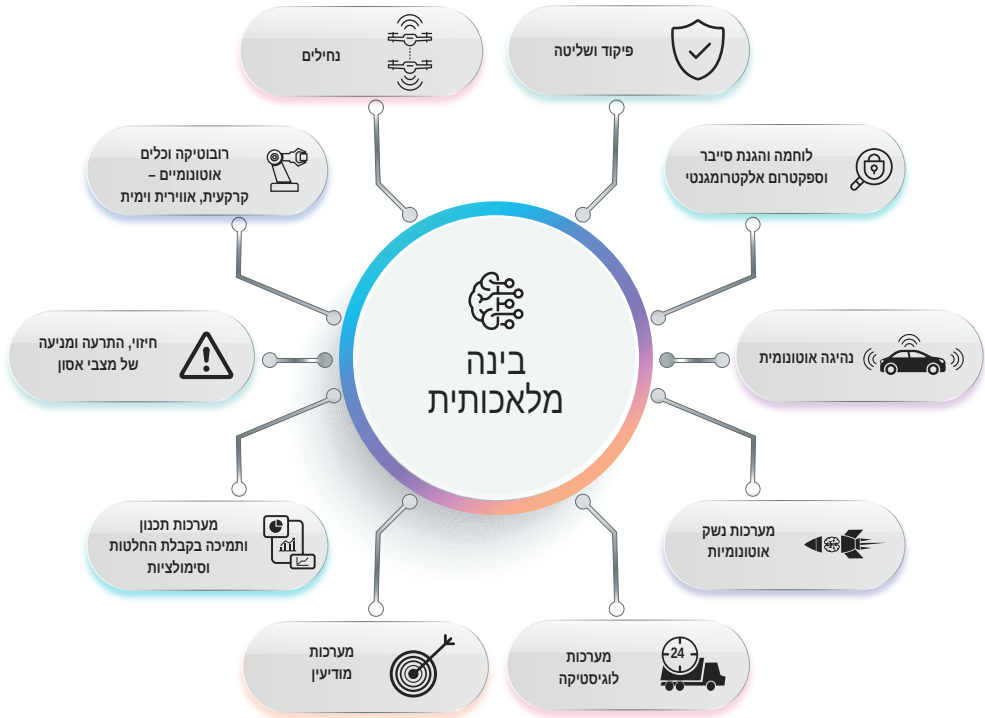 פיקוד ושליטה
נחילים
לוחמה והגנת סייבר
וספקטרום אלקטרומגנטי
רובוטיקה וכלים
אוטונומיים –
קרקעית, אווירית וימית
בינה
מלאכותית
נהיגה אוטונומית
חיזוי, התרעה ומניעה
של מצבי אסון
מערכות נשק
אוטונומיות
מערכות תכנון
ותמיכה בקבלת החלטות
וסימולציות
24
מערכות
לוגיסטיקה
מערכות
מודיעין